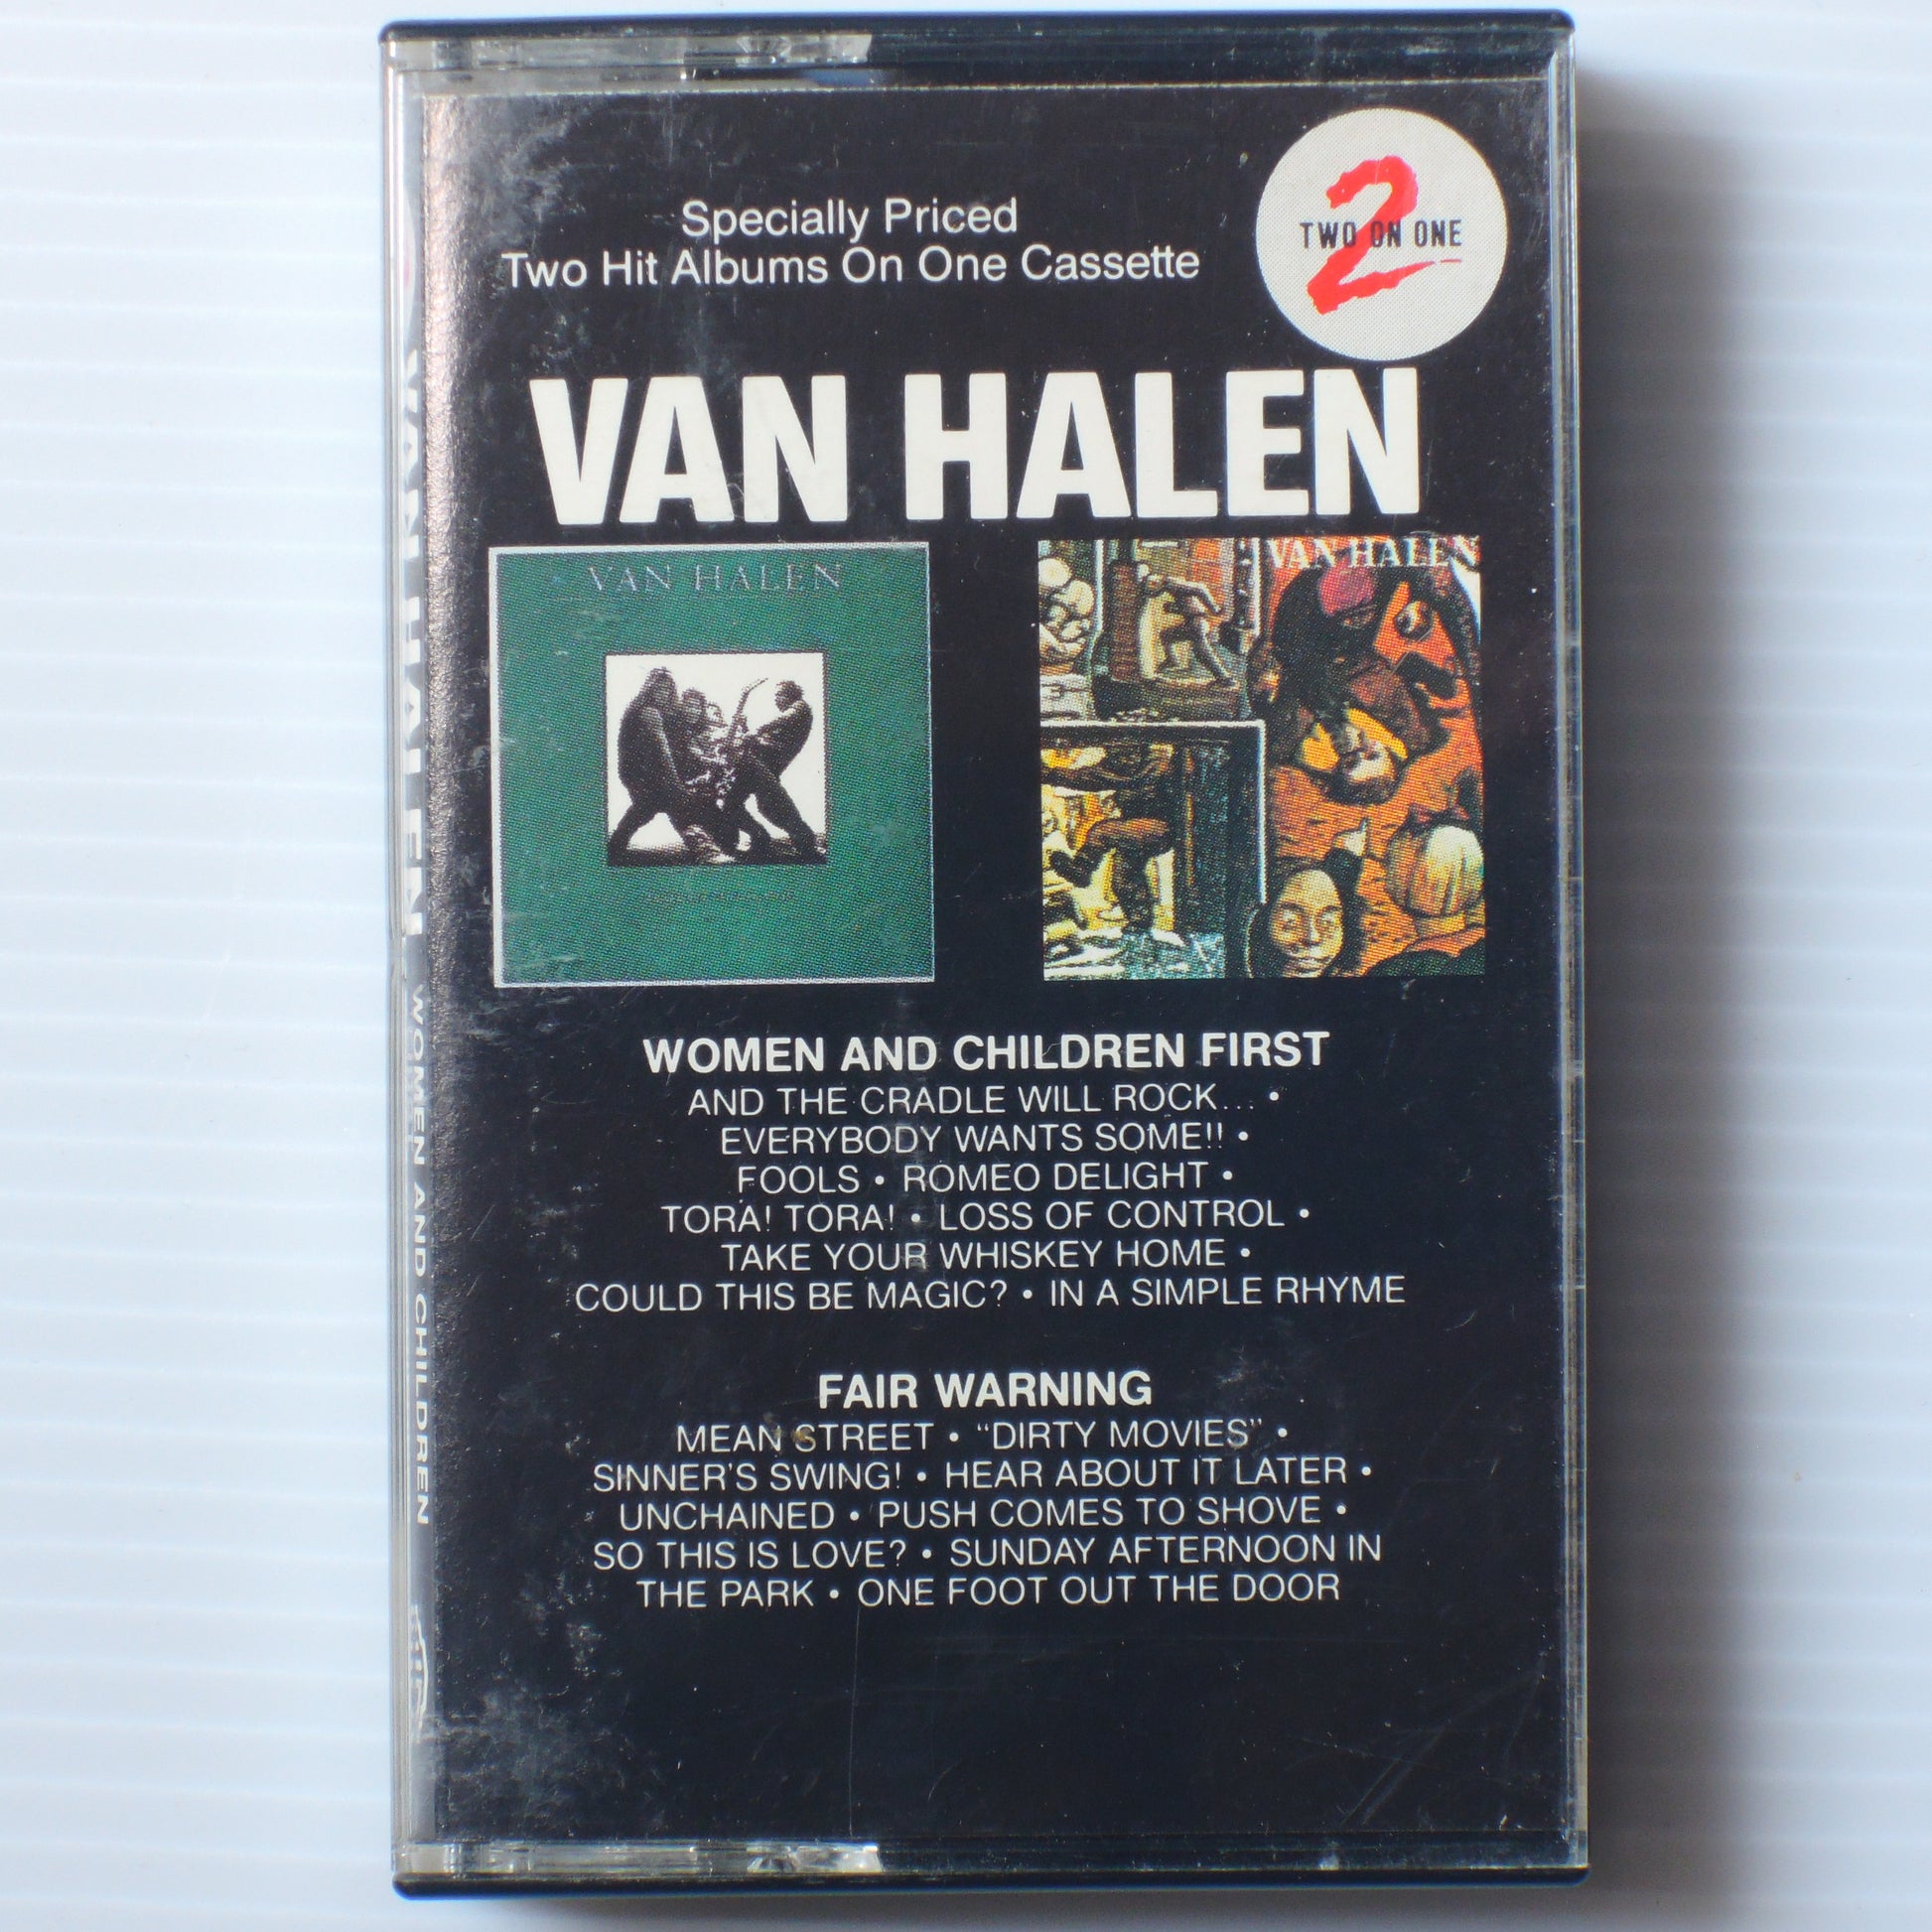 Specially Priced
Two Hit Albums On One Cassette
2
TWO ON ONE
VAN HALEN
VAN HALEN
VAN HALEN
WOMEN AND CHILDREN FIRST
AND THE CRADLE WILL ROCK... •
EVERYBODY WANTS SOME!! •
FOOLS • ROMEO DELIGHT •
TORA! TORA! • LOSS OF CONTROL •
TAKE YOUR WHISKEY HOME •
COULD THIS BE MAGIC? • IN A SIMPLE RHYME
FAIR WARNING
MEAN STREET • "DIRTY MOVIES" •
SINNER'S SWING! • HEAR ABOUT IT LATER •
UNCHAINED • PUSH COMES TO SHOVE •
SO THIS IS LOVE? • SUNDAY AFTERNOON IN
THE PARK • ONE FOOT OUT THE DOOR
VAN HALEN WOMEN AND CHILDREN